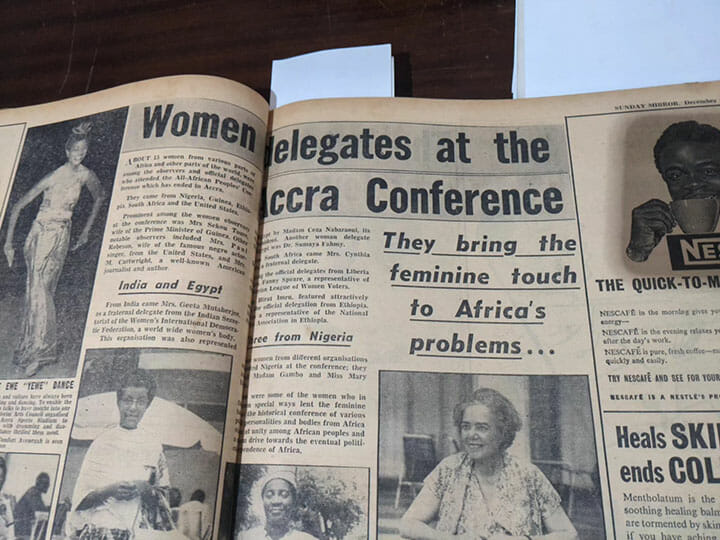 SUNDAY MIRROR, December
Women delegates at the
Accra Conference
ABOUT 15 women from various parts of
Africa and other parts of the world, were
among the observers and official delegates
who attended the All-African Peoples' Con-
ference which has ended in Accra.
They came from Nigeria, Guinea, Ethio-
pia, South Africa and the United States.
Prominent among the women observers
at the conference was Mrs. Sekou Toure,
wife of the Prime Minister of Guinea. Other
notable observers included Mrs. Paul
Robeson, wife of the famous negro actor-
singer, from the United States, and Mrs.
M. Cartwright, a well-known American
journalist and author
India and Egypt
From India came Mrs. Geeta Mutaherjee
as a fraternal delegate from the Indian Secre-
tariat of the Women's International Democra-
tic Federation, a world wide women's body.
This organisation was also represented
by Madam Ceza Nabaraoui, its
Another woman delegate
was Dr. Sumaya Fahmy.
South Africa came Mrs. Cynthia
a fraternal delegate.
the official delegates from Liberia
Fanny Speare, a representative of
League of Women Voters.
Imru, featured attractively
official delegation from Ethiopia.
a representative of the National
Association in Ethiopia.
ree from Nigeria
women from different organisations
Nigeria at the conference; they
Madam Gambo and Miss Mary
were some of the women who in
special ways lent the feminine
the historical conference of various
personalities and bodies from Africa
at unity among African peoples and
drive towards the eventual politi-
pendence of Africa.
They bring the
feminine touch
to Africa's
problems...
EWE "YEWE" DANCE
NES
THE QUICK-TO-M
NESCAFÉ in the morning gives you
energy—
NESCAFÉ in the evening relaxes y
after the day's work.
NESCAFÉ is pure, fresh coffee—m
quickly and easily.
TRY NESCAFÉ AND SEE FOR YOUR
NESCAFÉ IS A NESTLÉ'S PR
Heals SKI
ends COL
Mentholatum is the
soothing healing balm
are tormented by skin
if you have aching